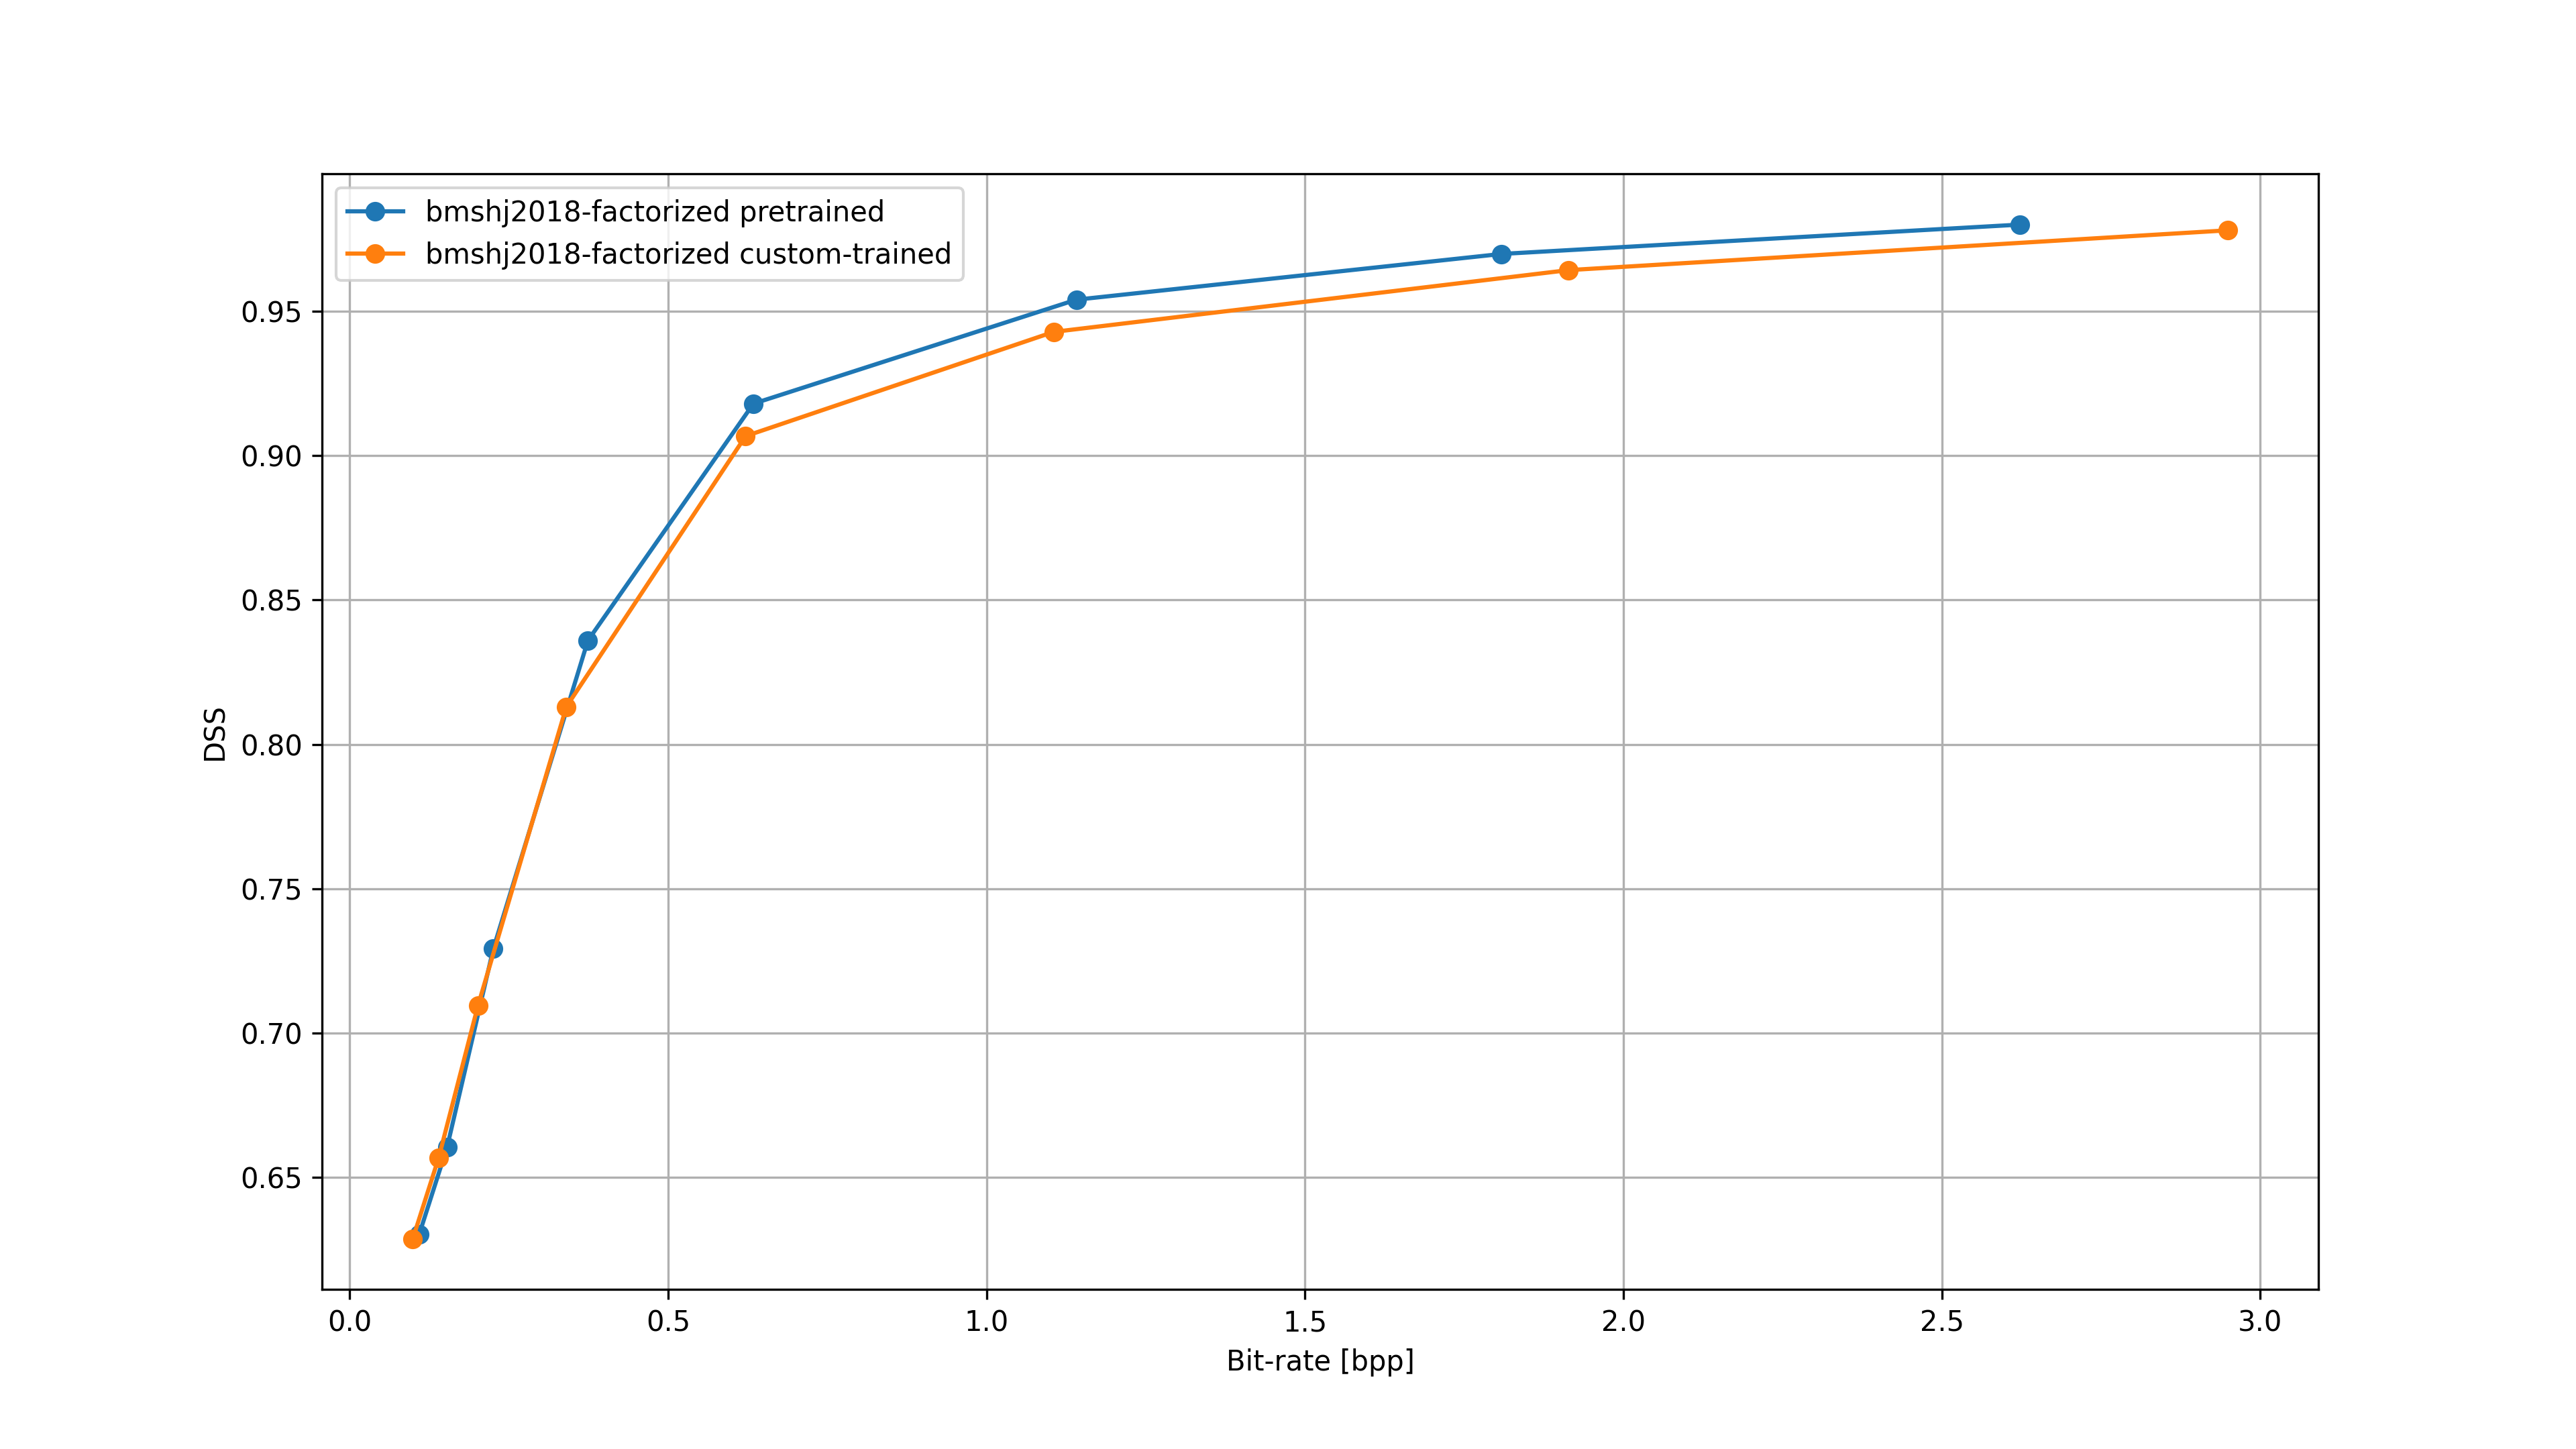 bmshj2018-factorized pretrained
bmshj2018-factorized custom-trained
0.95
0.90
0.85
0.80
0.75
0.70
0.65
DSS
0.0 0.5 1.0 1.5 2.0 2.5 3.0
Bit-rate [bpp]